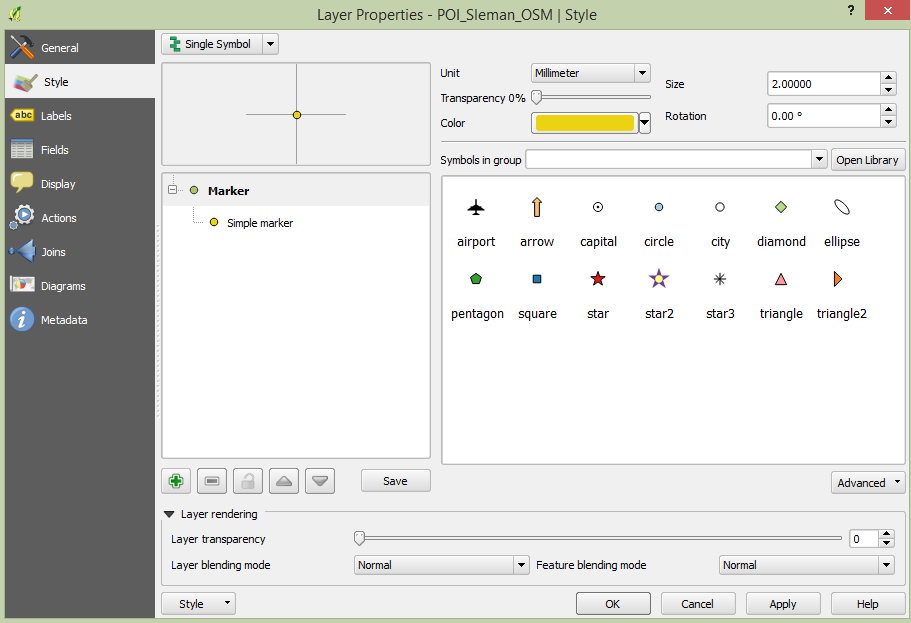 Layer Properties - POI_Sleman_OSM | Style
?
General
Style
abc Labels
Fields
Display
Actions
Joins
Diagrams
Metadata
Single Symbol
Unit Millimeter Size 2.00000
Transparency 0%
Color Rotation 0.00 °
Symbols in group Open Library
Marker
Simple marker
airport arrow capital circle city diamond ellipse
pentagon square star star2 star3 triangle triangle2
Save
Advanced
Layer rendering
Layer transparency 0
Layer blending mode Normal Feature blending mode Normal
Style OK Cancel Apply Help